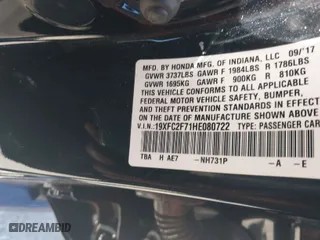 MFD. BY HONDA MFG. OF INDIANA, LLC 09/'17
GVWR 3737LBS GAWR F 1984LBS R 1786LBS
GVWR 1695KG GAWR F 900KG R 810KG
THIS VEHICLE CONFORMS TO ALL APPLICABLE
FEDERAL MOTOR VEHICLE SAFETY, BUMPER,
AND THEFT PREVENTION STANDARDS IN EFFECT
ON THE DATE OF MANUFACTURE SHOWN ABOVE.
V.I.N.: 19XFC2F71HE080722 TYPE: PASSENGER CAR
TBA H AE7 NH731P -A -E